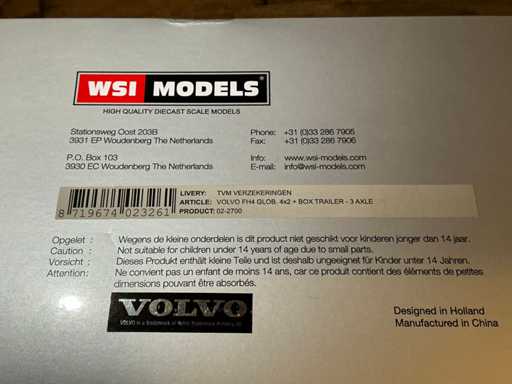 WSI MODELS®
HIGH QUALITY DIECAST SCALE MODELS
Stationsweg Oost 203B
3931 EP Woudenberg The Netherlands
Phone: +31 (0)33 286 7905
Fax: +31 (0)33 286 7906
P.O. Box 103
3930 EC Woudenberg The Netherlands
Info: www.wsi-models.com
E-mail: info@wsi-models.com
LIVERY: TVM VERZEKERINGEN
ARTICLE: VOLVO FH4 GLOB. 4x2 + BOX TRAILER - 3 AXLE
PRODUCT: 02-2700
8 719674 023261
Opgelet : Wegens de kleine onderdelen is dit product niet geschikt voor kinderen jonger dan 14 jaar.
Caution : Not suitable for children under 14 years of age due to small parts.
Vorsicht : Dieses Produkt enthält kleine Teile und ist deshalb ungeeignet für Kinder unter 14 Jahren.
Attention: Ne convient pas un enfant de moins 14 ans, car ce produit contient des éléments de petites
dimensions pouvant être absorbés.
VOLVO
VOLVO is a trademark of
Designed in Holland
Manufactured in China